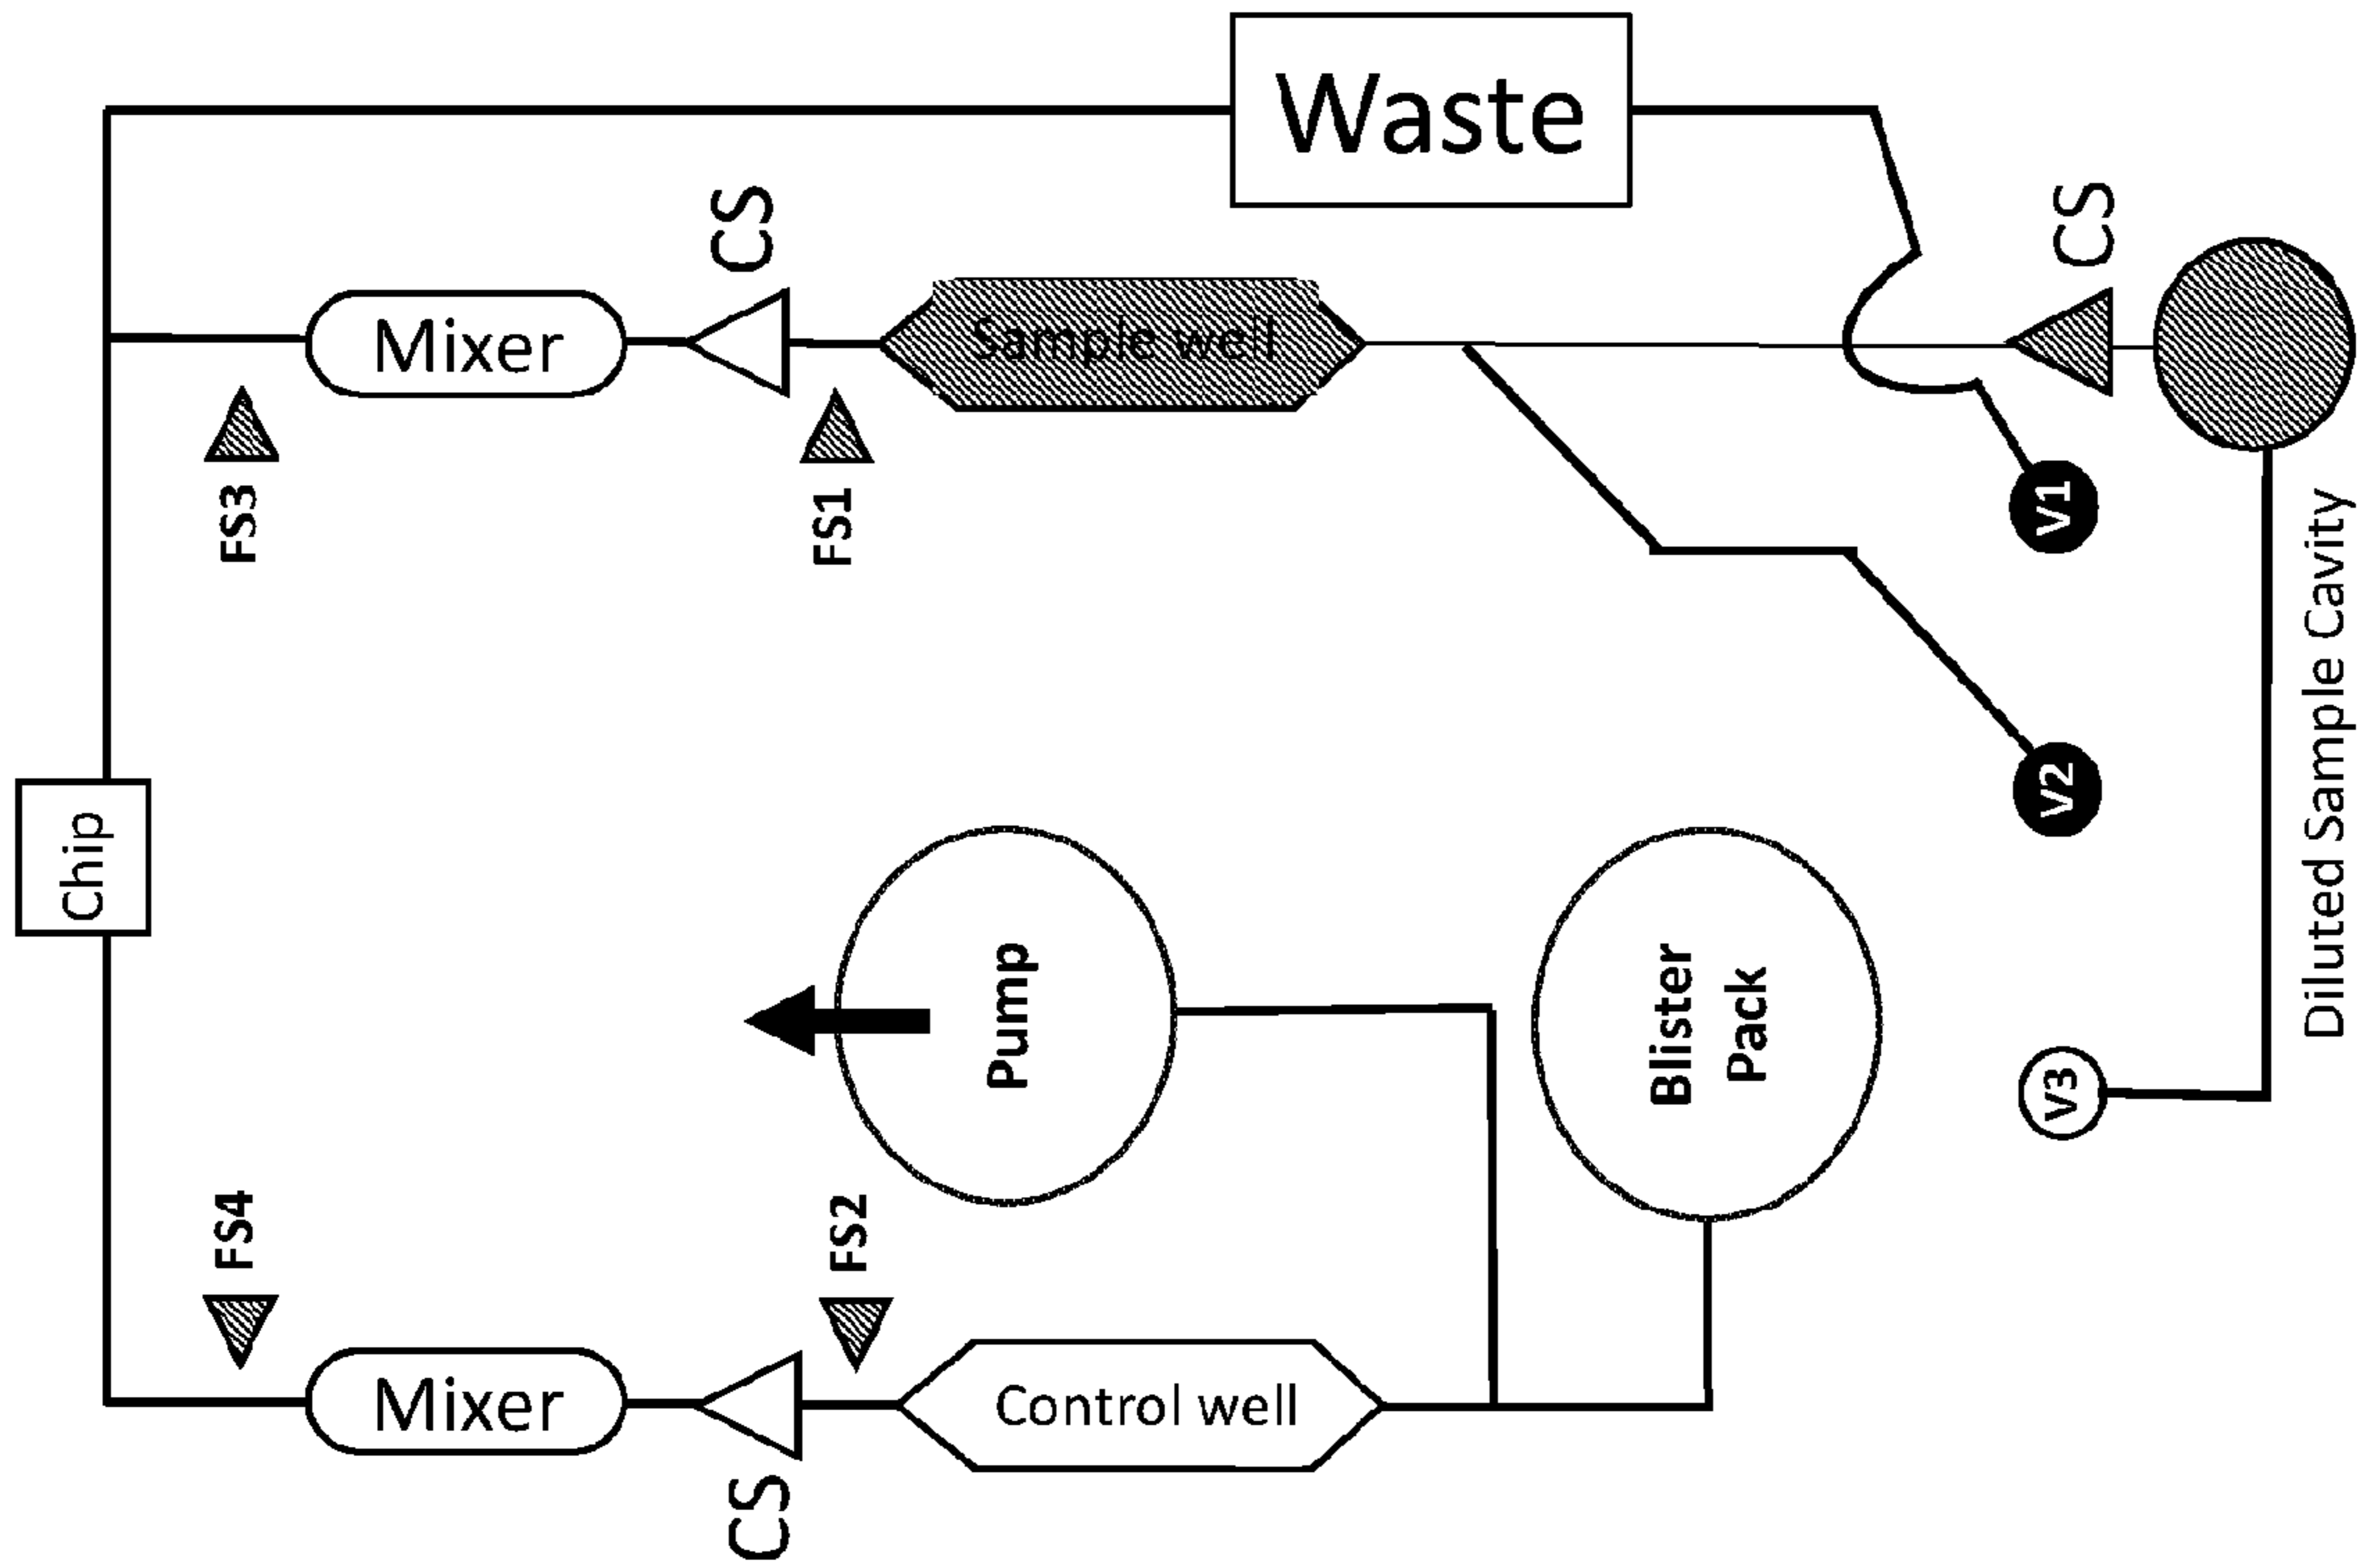 Waste
CS
CS
Mixer
Sample well
FS3
FS1
V1
Diluted Sample Cavity
V2
Chip
Pump
Blister
Pack
V3
FS4
FS2
Mixer
Control well
CS